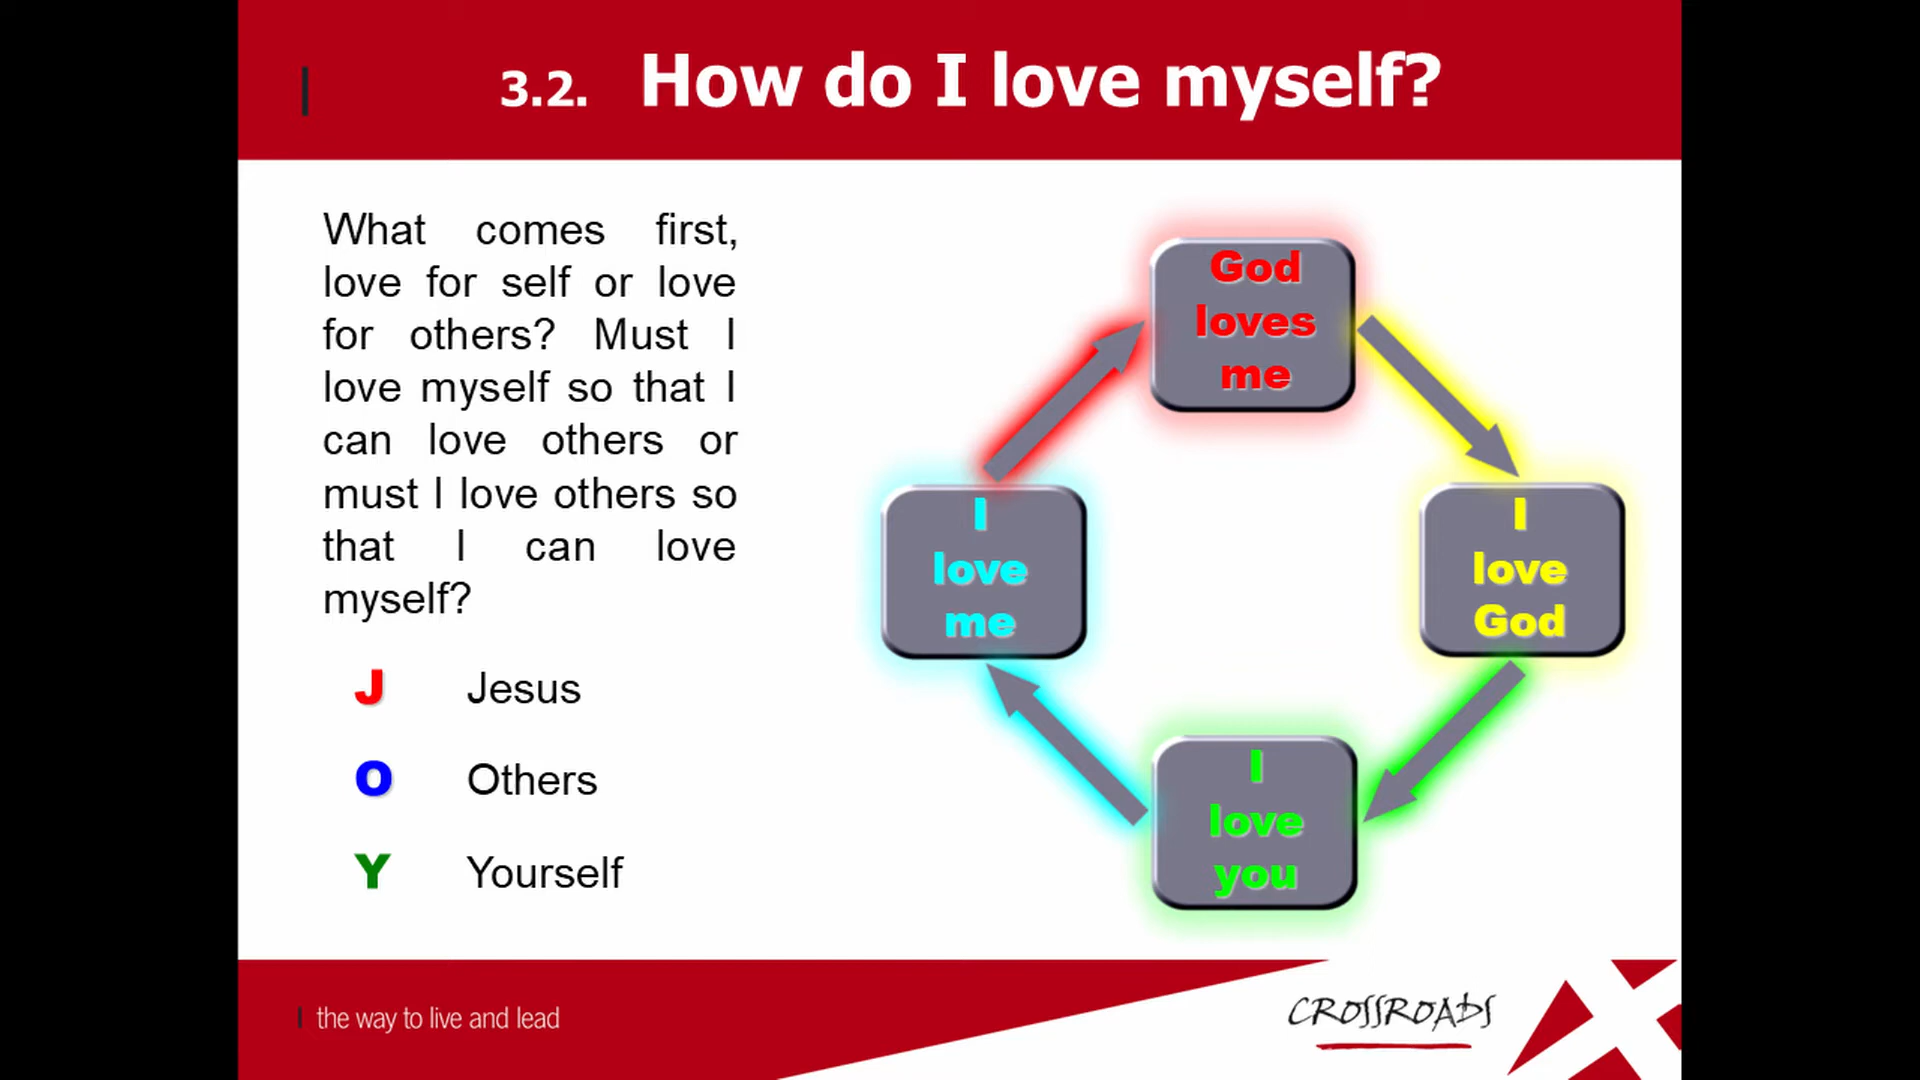 3.2. How do I love myself?
What comes first,
love for self or love
for others? Must I
love myself so that I
can love others or
must I love others so
that I can love
myself?
J Jesus
O Others
Y Yourself
God
loves
me
I
love
God
I
love
you
I
love
me
the way to live and lead
CROSSROADS